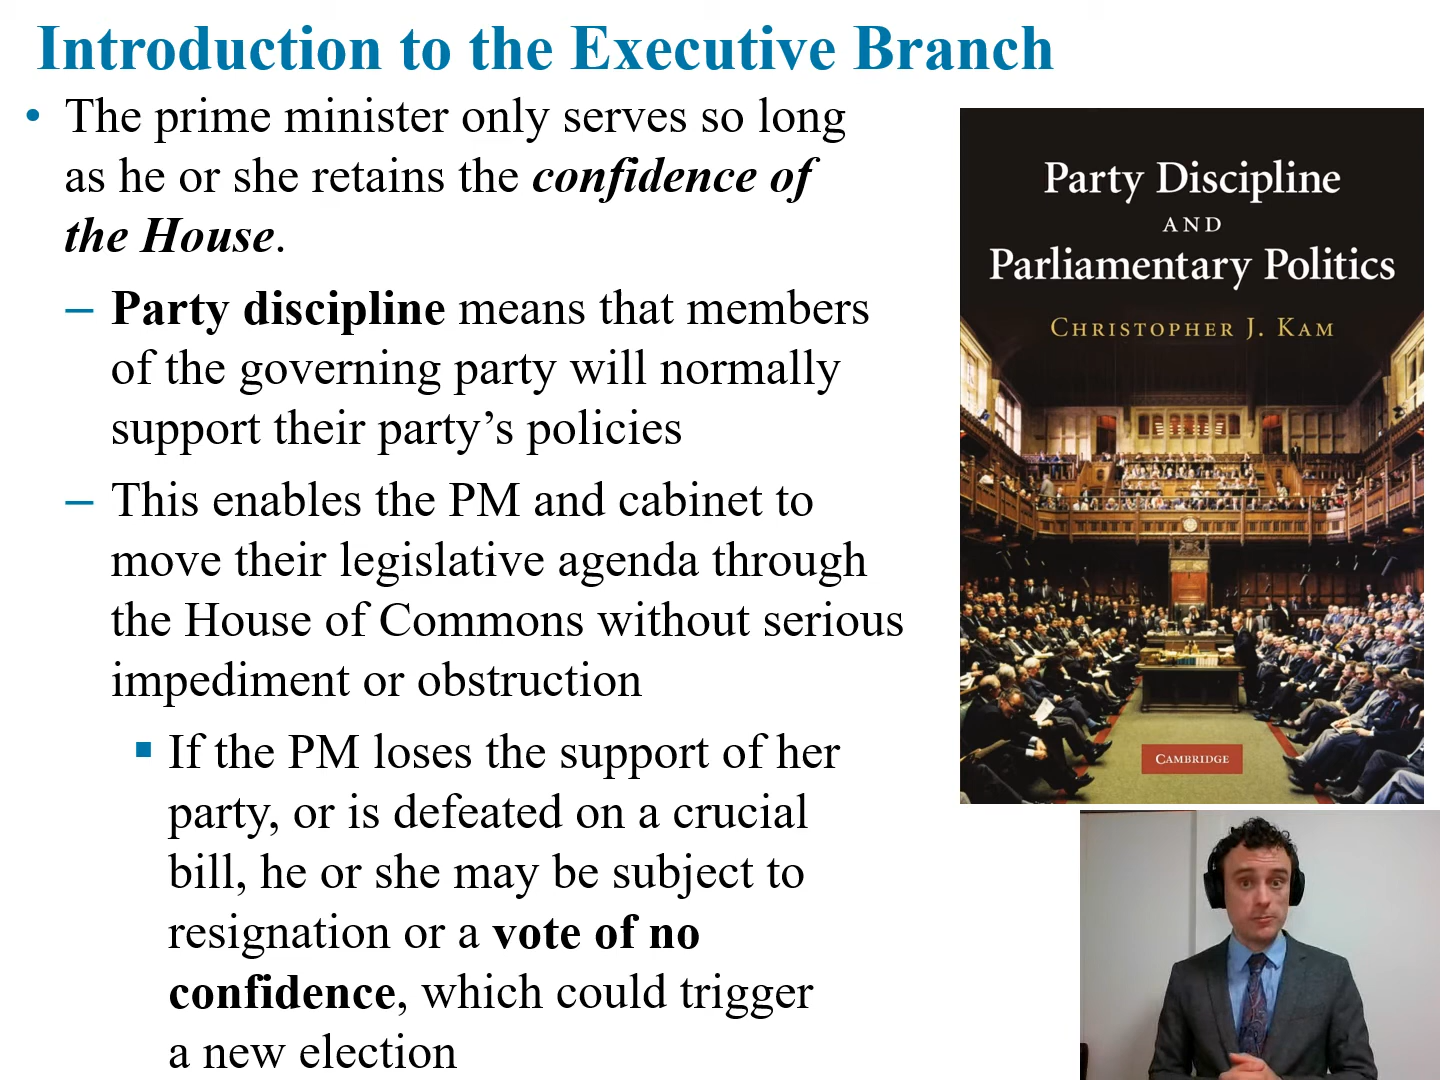 Introduction to the Executive Branch
• The prime minister only serves so long
as he or she retains the confidence of
the House.
– Party discipline means that members
of the governing party will normally
support their party’s policies
– This enables the PM and cabinet to
move their legislative agenda through
the House of Commons without serious
impediment or obstruction
▪ If the PM loses the support of her
party, or is defeated on a crucial
bill, he or she may be subject to
resignation or a vote of no
confidence, which could trigger
a new election
Party Discipline
AND
Parliamentary Politics
CHRISTOPHER J. KAM
CAMBRIDGE